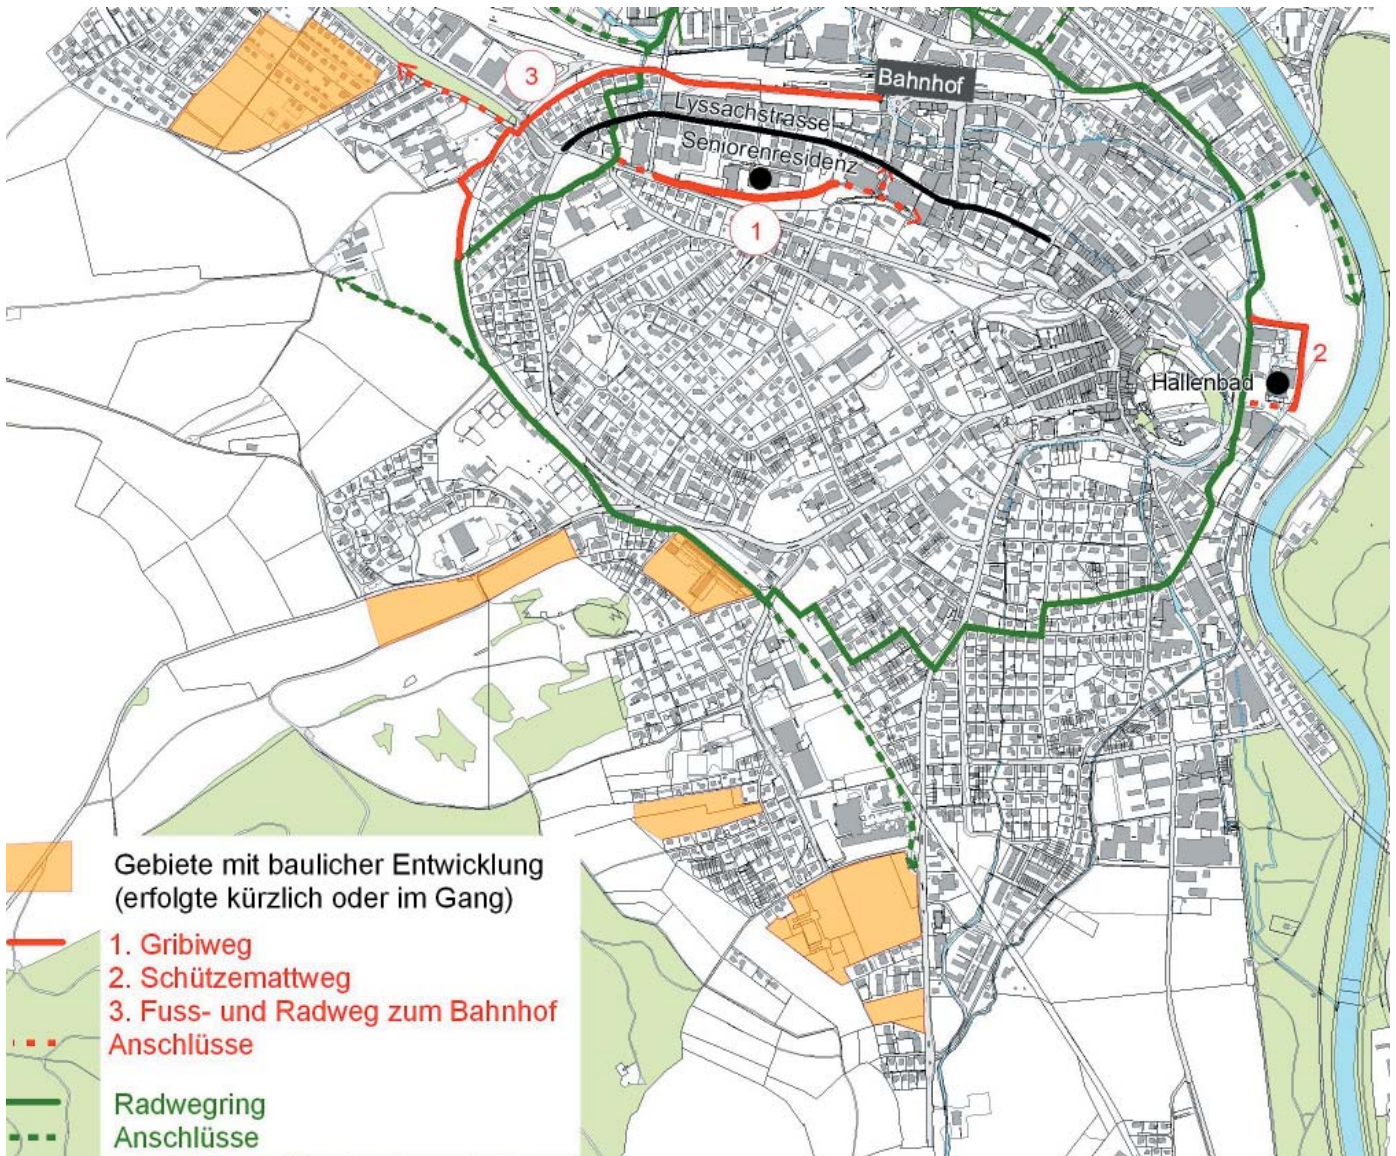 3
Bahnhof
Lyssachstrasse
Seniorenresidenz
1
2
Hallenbad
Gebiete mit baulicher Entwicklung
(erfolgte kürzlich oder im Gang)
1. Gribiweg
2. Schützemattweg
3. Fuss- und Radweg zum Bahnhof
Anschlüsse
Radwegring
Anschlüsse